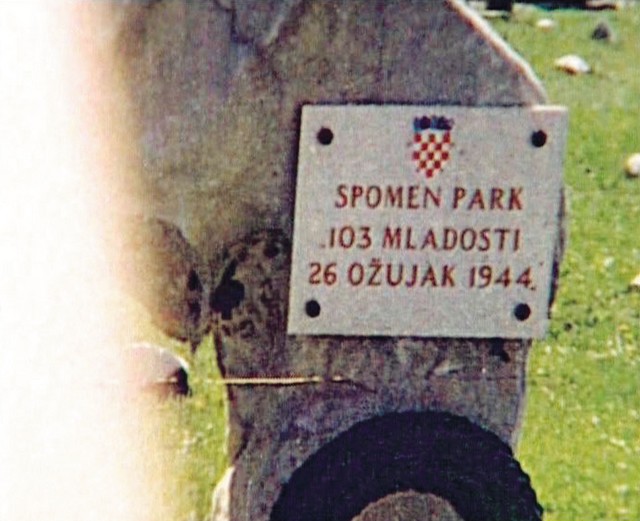 SPOMEN PARK
103 MLADOSTI
26 OŽUJAK 1944.